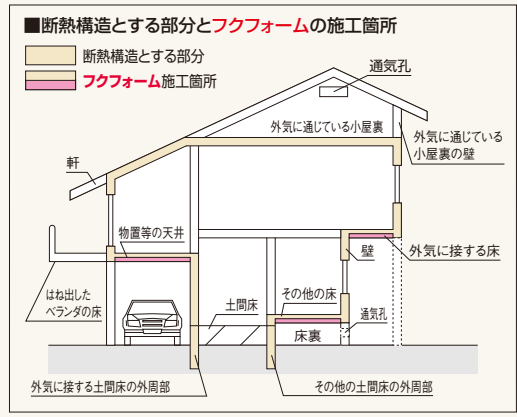 ■断熱構造とする部分とフクフォームの施工箇所
断熱構造とする部分
フクフォーム施工箇所
通気孔
外気に通じている小屋裏
外気に通じている
小屋裏の壁
軒
物置等の天井
壁
外気に接する床
はね出した
ベランダの床
土間床
その他の床
通気孔
床裏
外気に接する土間床の外周部
その他の土間床の外周部